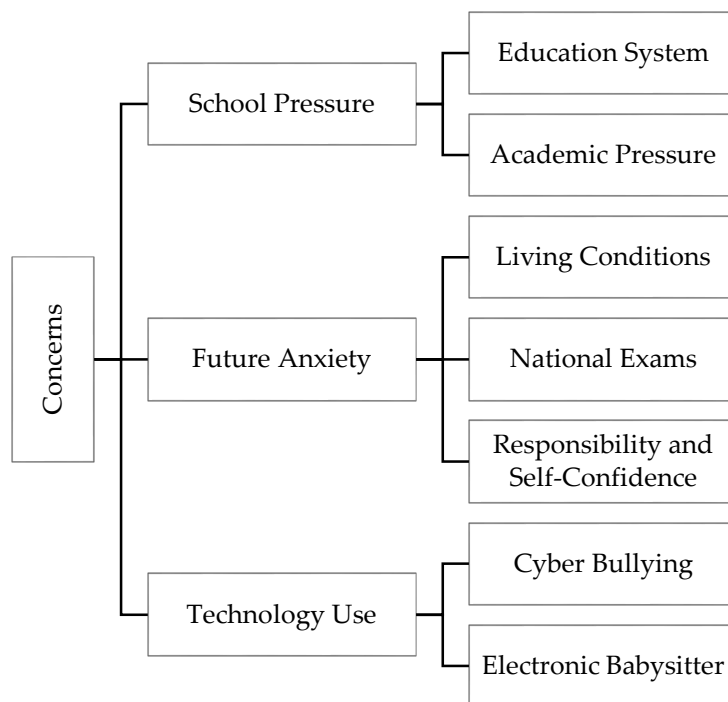 Concerns
School Pressure
Education System
Academic Pressure
Future Anxiety
Living Conditions
National Exams
Responsibility and
Self-Confidence
Technology Use
Cyber Bullying
Electronic Babysitter